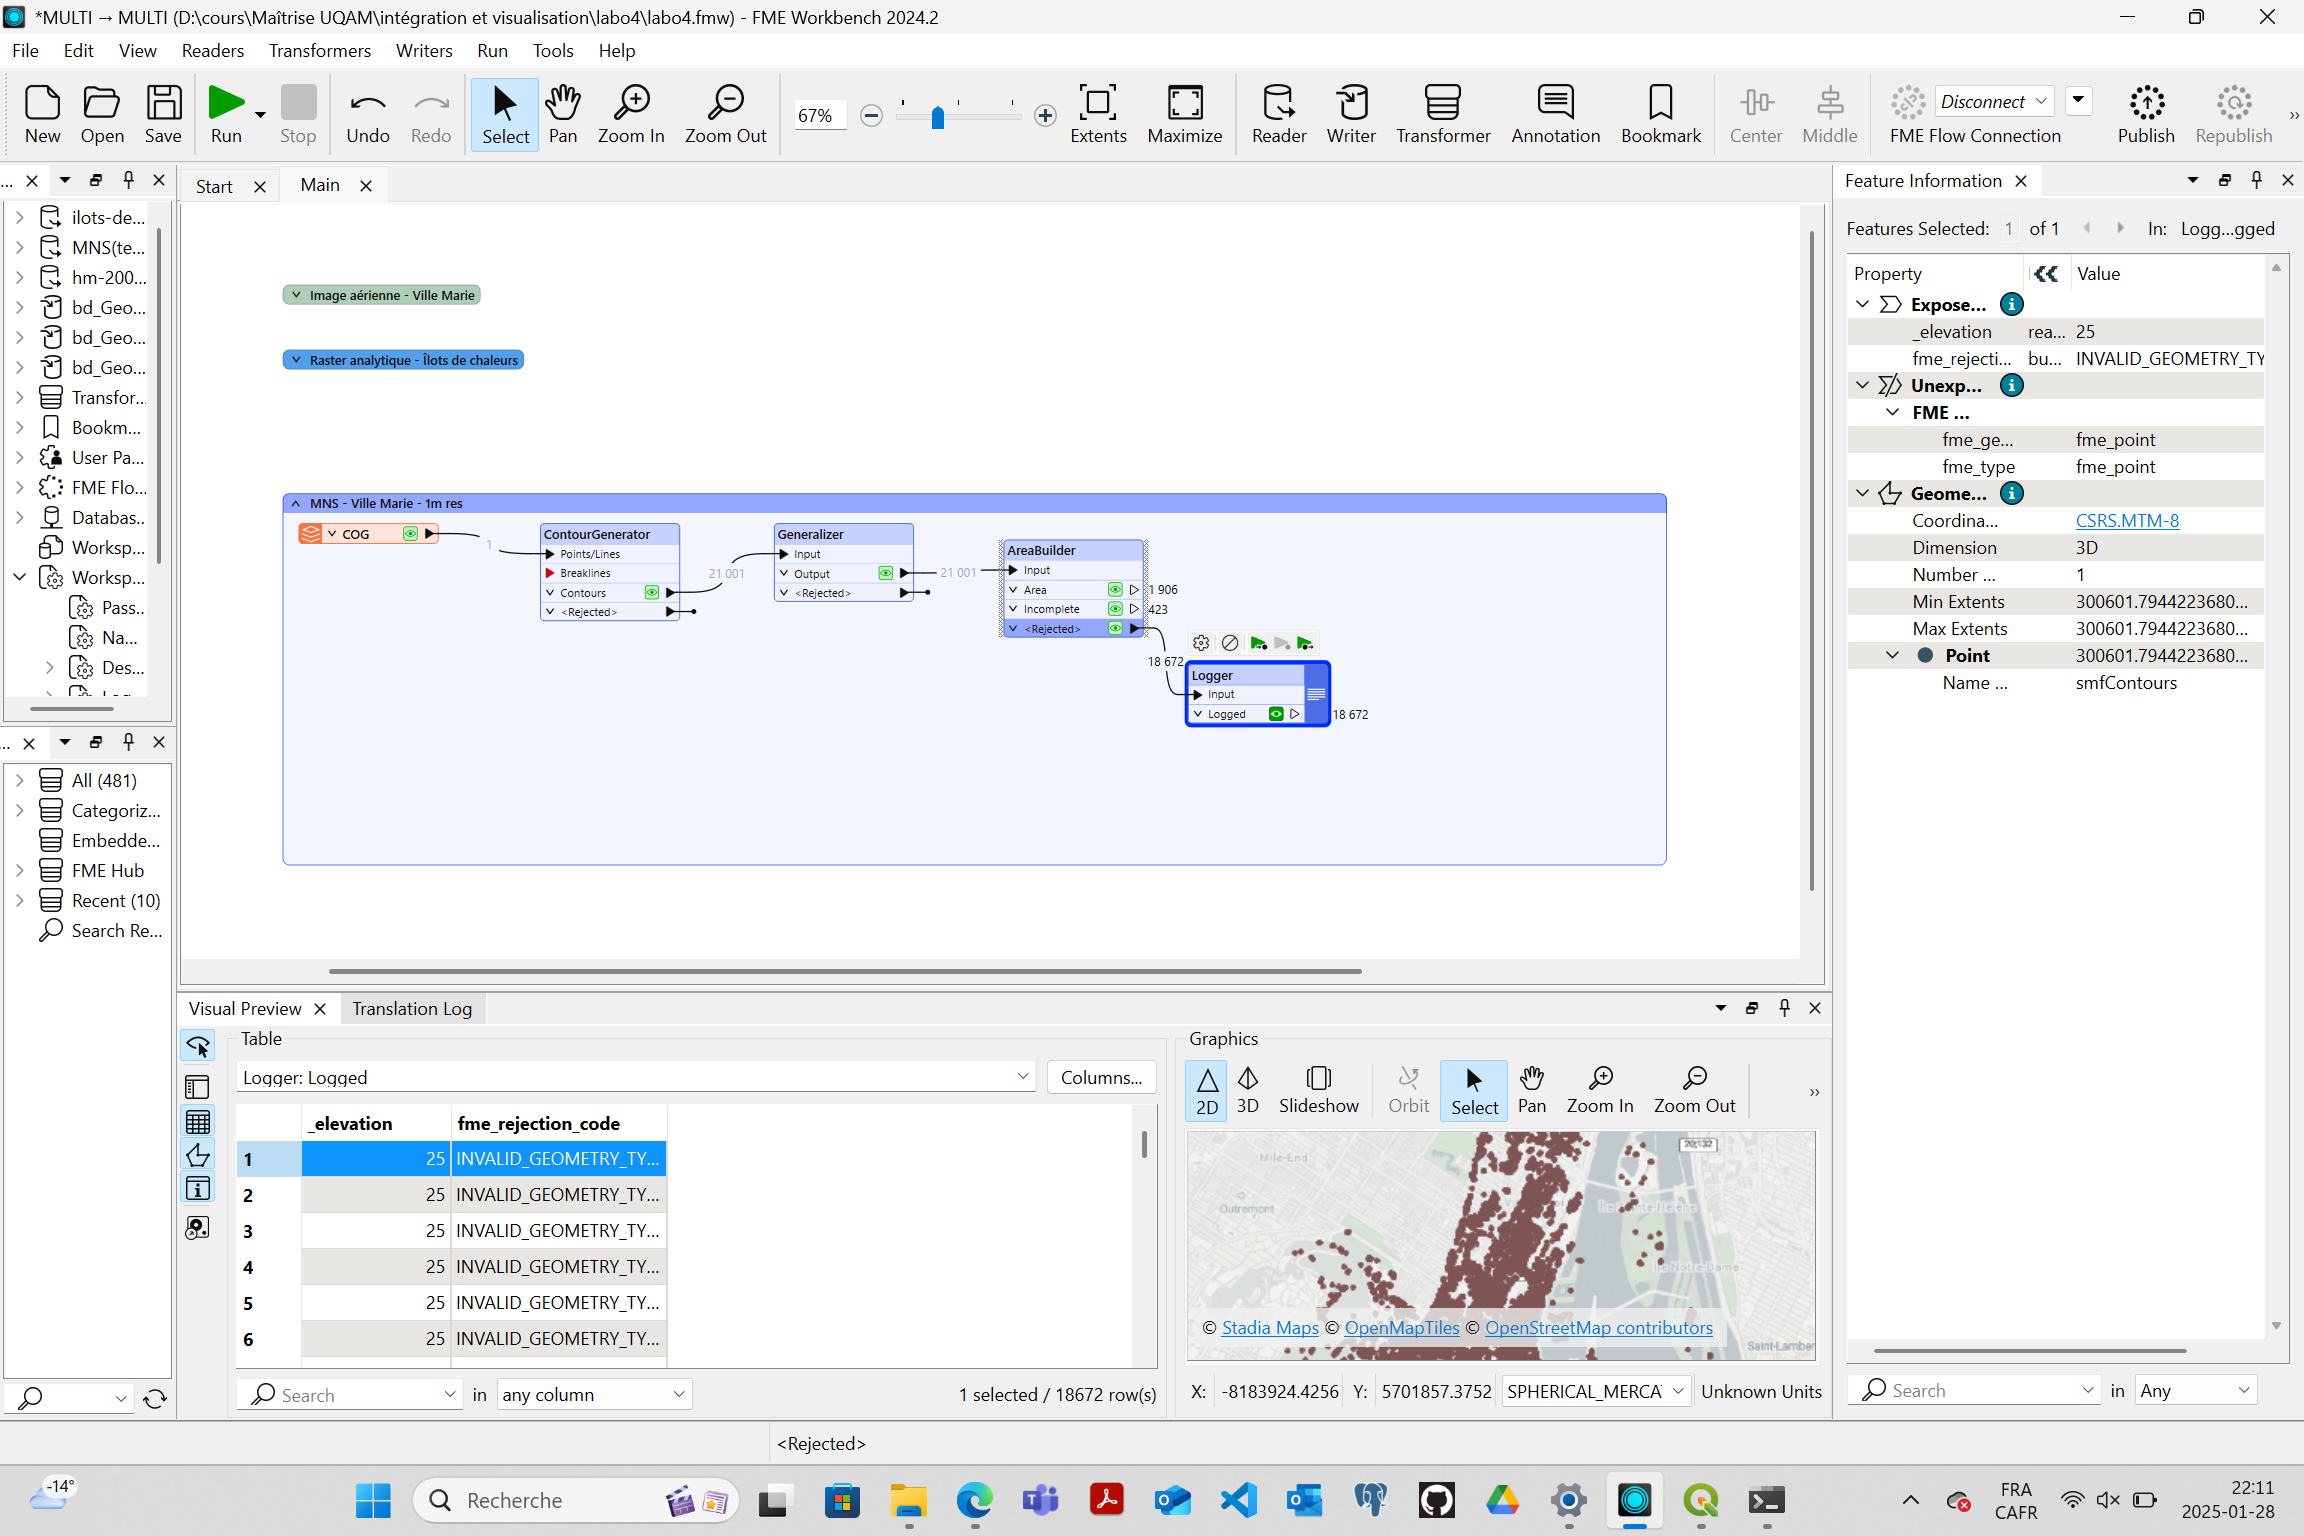 *MULTI → MULTI (D:\cours\Maîtrise UQAM\intégration et visualisation\labo4\labo4.fmw) - FME Workbench 2024.2
File Edit View Readers Transformers Writers Run Tools Help
New Open Save Run Stop Undo Redo Select Pan Zoom In Zoom Out 67% Extents Maximize Reader Writer Transformer Annotation Bookmark Center Middle Disconnect FME Flow Connection Publish Republish
...
ilots-de...
MNS(te...
hm-200...
bd_Geo...
bd_Geo...
bd_Geo...
Transfor...
Bookm...
User Pa...
FME Flo...
Databas...
Worksp...
Worksp...
Pass...
Na...
Des...
...
All (481)
Categoriz...
Embedde...
FME Hub
Recent (10)
Search Re...
Start Main
Image aérienne - Ville Marie
Raster analytique - Îlots de chaleurs
MNS - Ville Marie - 1m res
COG
1
ContourGenerator
Points/Lines
Breaklines
Contours
<Rejected>
21 001
Generalizer
Input
Output
<Rejected>
21 001
AreaBuilder
Input
Area
1 906
Incomplete
423
<Rejected>
18 672
Logger
Input
Logged
18 672
Visual Preview Translation Log
Table
Logger: Logged Columns...
_elevation fme_rejection_code
1 25 INVALID_GEOMETRY_TY...
2 25 INVALID_GEOMETRY_TY...
3 25 INVALID_GEOMETRY_TY...
4 25 INVALID_GEOMETRY_TY...
5 25 INVALID_GEOMETRY_TY...
6 25 INVALID_GEOMETRY_TY...
Search in any column 1 selected / 18672 row(s)
Graphics
2D 3D Slideshow Orbit Select Pan Zoom In Zoom Out
Mile-End
Outremont
20;132
Saint-Lamber
© Stadia Maps © OpenMapTiles © OpenStreetMap contributors
X: -8183924.4256 Y: 5701857.3752 SPHERICAL_MERCA Unknown Units
Feature Information
Features Selected: 1 of 1 In: Logg...gged
Property Value
Expose...
_elevation rea... 25
fme_rejecti... bu... INVALID_GEOMETRY_TY
Unexp...
FME ...
fme_ge... fme_point
fme_type fme_point
Geome...
Coordina... CSRS.MTM-8
Dimension 3D
Number ... 1
Min Extents 300601.7944223680...
Max Extents 300601.7944223680...
Point 300601.7944223680...
Name ... smfContours
Search in Any
<Rejected>
-14°
Recherche
FRA
CAFR
22:11
2025-01-28